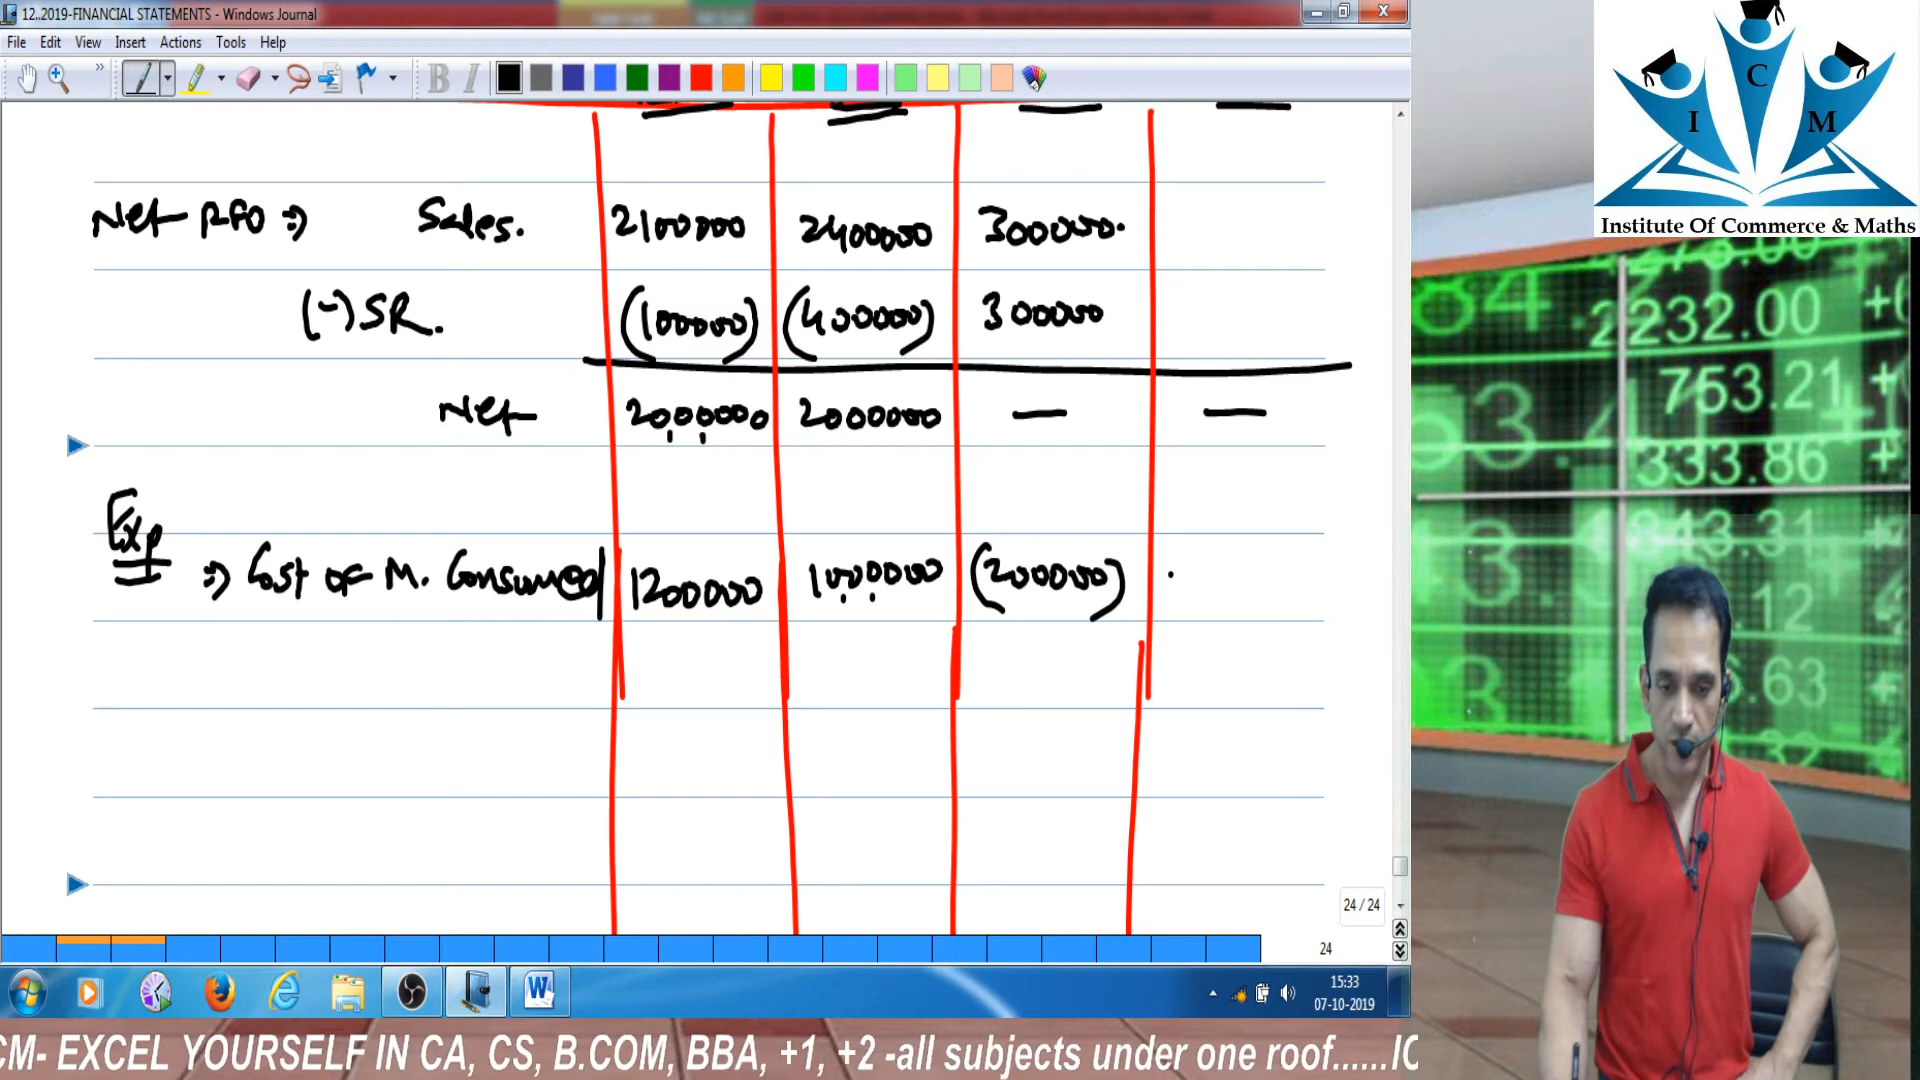 12..2019-FINANCIAL STATEMENTS - Windows Journal
File Edit View Insert Actions Tools Help
B I
Net RFO ⇒ Sales. 2100000 2400000 300000.
(-) SR. (100000) (400000) 300000
Net 2000000 2000000 — —
Exp
⇒ Cost of M. Consumed 1200000 1000000 (200000)
24 / 24
24
15:33
07-10-2019
I C M
Institute Of Commerce & Maths
2232.00
753.21
333.86
CM- EXCEL YOURSELF IN CA, CS, B.COM, BBA, +1, +2 -all subjects under one roof......IC